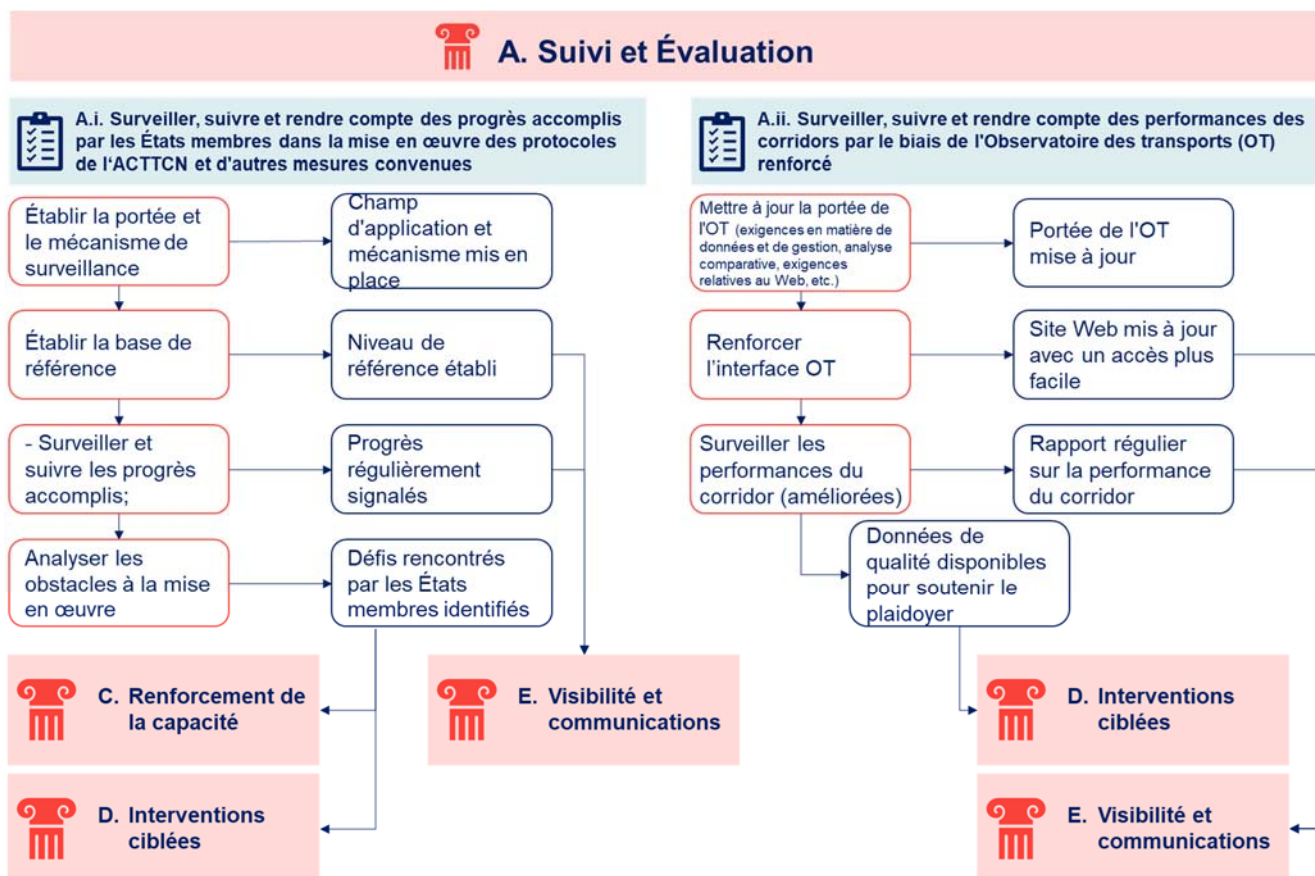 A. Suivi et Évaluation
A.i. Surveiller, suivre et rendre compte des progrès accomplis
par les États membres dans la mise en œuvre des protocoles
de l'ACTTCN et d'autres mesures convenues
Établir la portée et
le mécanisme de
surveillance
Champ
d'application et
mécanisme mis en
place
Établir la base de
référence
Niveau de
référence établi
- Surveiller et
suivre les progrès
accomplis;
Progrès
régulièrement
signalés
Analyser les
obstacles à la mise
en œuvre
Défis rencontrés
par les États
membres identifiés
C. Renforcement de
la capacité
E. Visibilité et
communications
D. Interventions
ciblées
A.ii. Surveiller, suivre et rendre compte des performances des
corridors par le biais de l'Observatoire des transports (OT)
renforcé
Mettre à jour la portée de
l'OT (exigences en matière de
données et de gestion, analyse
comparative, exigences
relatives au Web, etc.)
Portée de l'OT
mise à jour
Renforcer
l'interface OT
Site Web mis à jour
avec un accès plus
facile
Surveiller les
performances du
corridor (améliorées)
Rapport régulier
sur la performance
du corridor
Données de
qualité disponibles
pour soutenir le
plaidoyer
D. Interventions
ciblées
E. Visibilité et
communications